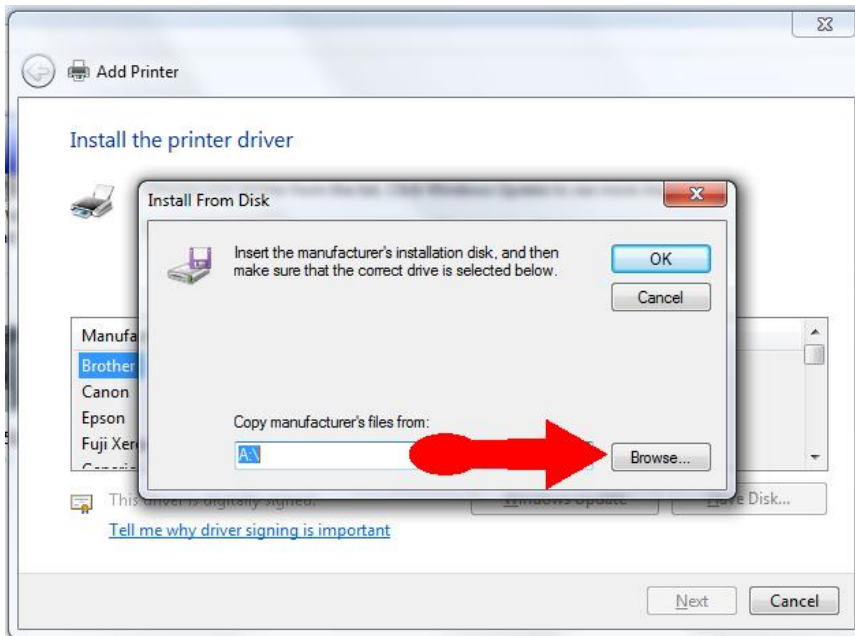 Add Printer
Install the printer driver
Install From Disk
Insert the manufacturer's installation disk, and then
make sure that the correct drive is selected below.
OK
Cancel
Manufa
Brother
Canon
Epson
Fuji Xer
Copy manufacturer's files from:
A:\
Browse...
This driver is digitally signed.
Windows Update
Have Disk...
Tell me why driver signing is important
Next
Cancel